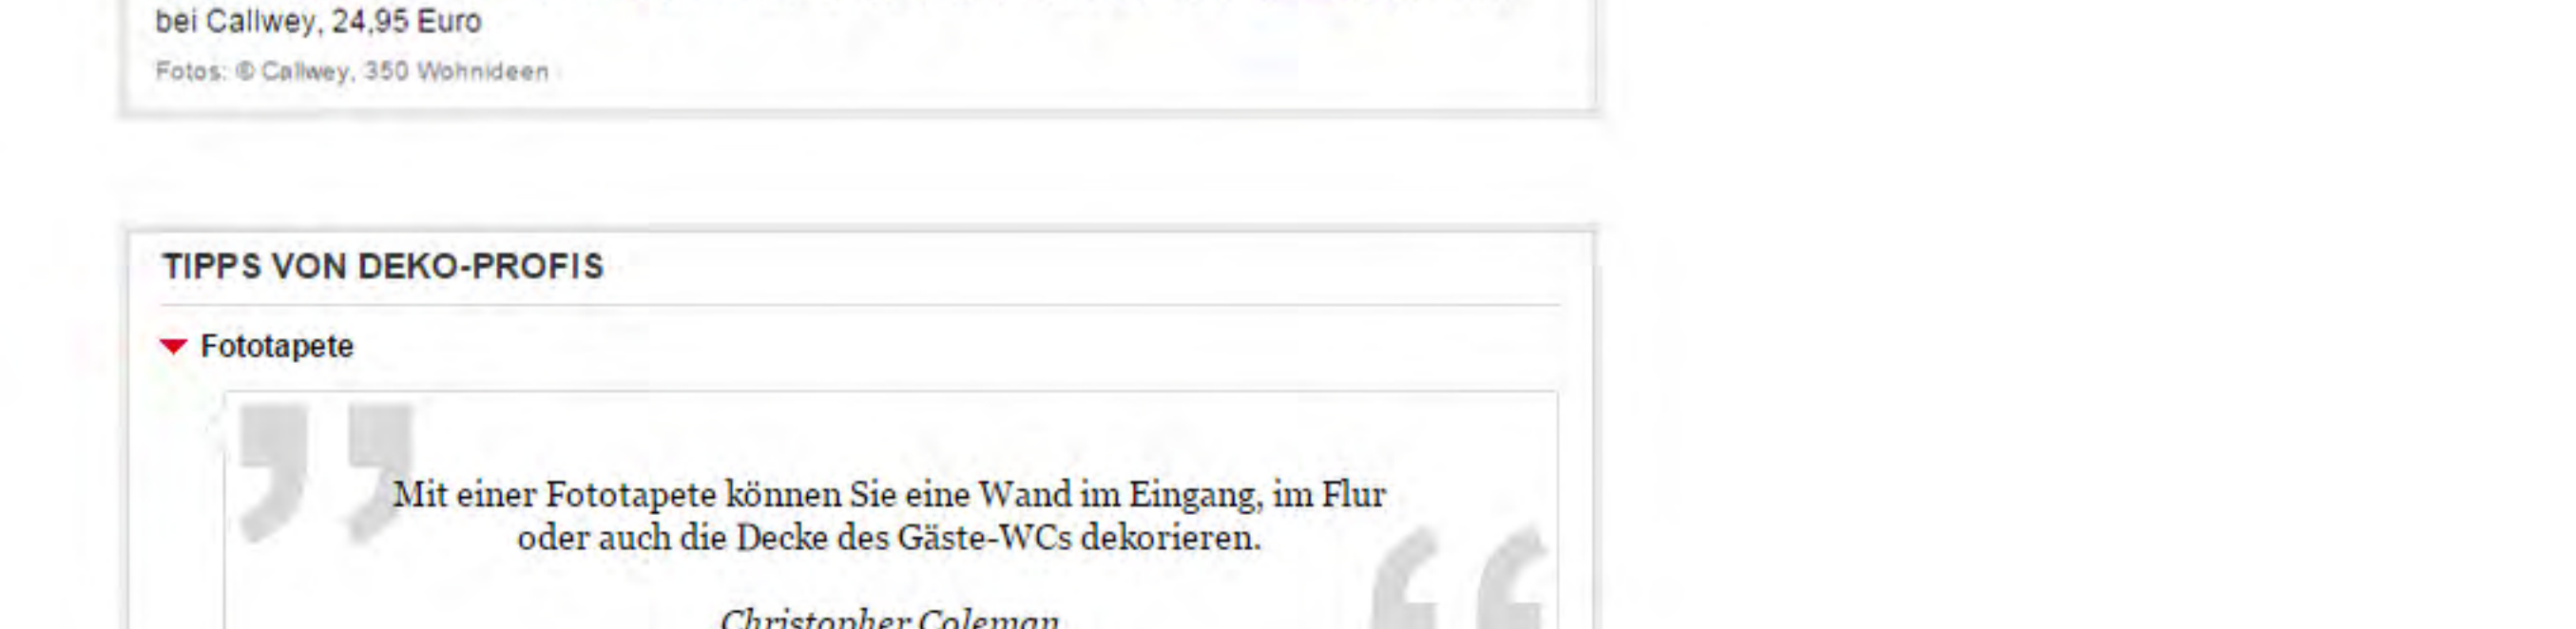 bei Callwey, 24,95 Euro
Fotos: © Callwey, 350 Wohnideen
TIPPS VON DEKO-PROFIS
Fototapete
Mit einer Fototapete können Sie eine Wand im Eingang, im Flur
oder auch die Decke des Gäste-WCs dekorieren.
Christopher Coleman